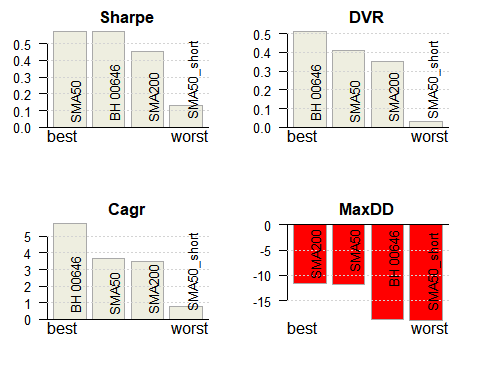 Sharpe
0.5
0.4
0.3
0.2
0.1
0.0
SMA50
BH 00646
SMA200
SMA50_short
best worst
DVR
0.5
0.4
0.3
0.2
0.1
0.0
BH 00646
SMA50
SMA200
SMA50_short
best worst
Cagr
5
4
3
2
1
0
BH 00646
SMA50
SMA200
SMA50_short
best worst
MaxDD
0
-5
-10
-15
SMA200
SMA50
BH 00646
SMA50_short
best worst